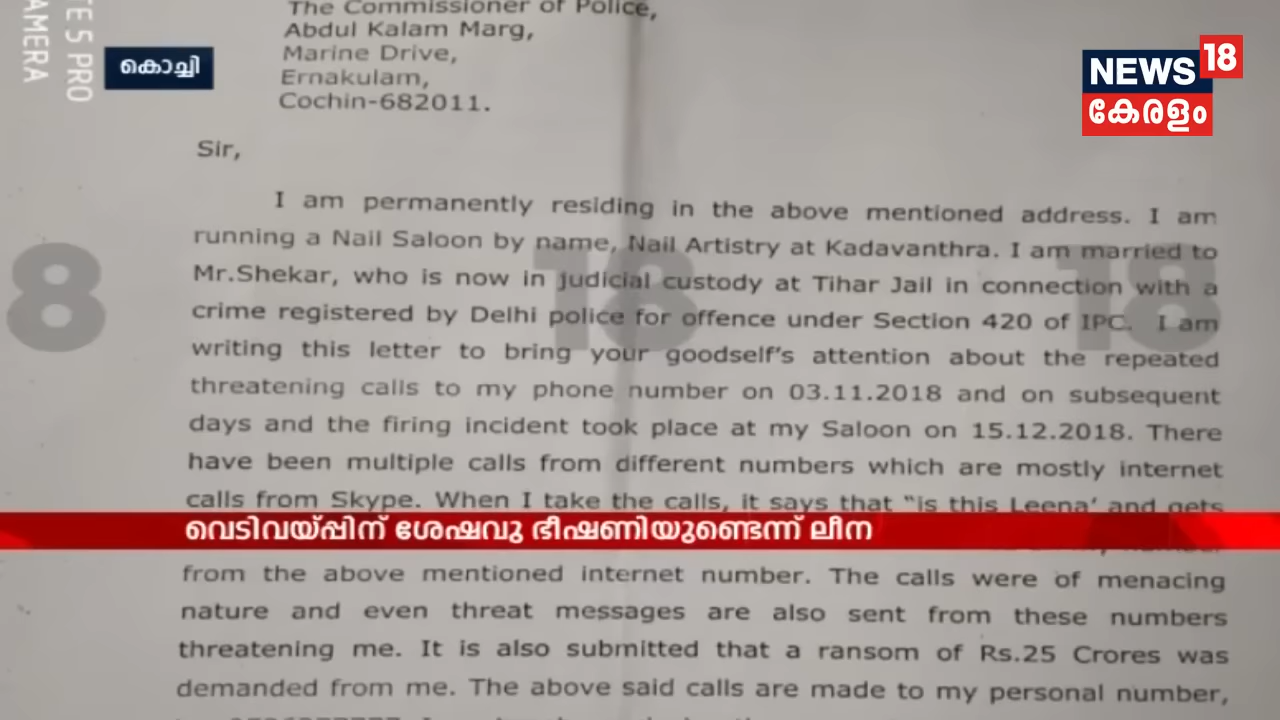 TE 5 PRO
AMERA
കൊച്ചി
NEWS 18
കേരളം
The Commissioner of Police,
Abdul Kalam Marg,
Marine Drive,
Ernakulam,
Cochin-682011.
Sir,
I am permanently residing in the above mentioned address. I am
running a Nail Saloon by name, Nail Artistry at Kadavanthra. I am married to
Mr.Shekar, who is now in judicial custody at Tihar Jail in connection with a
crime registered by Delhi police for offence under Section 420 of IPC. I am
writing this letter to bring your goodself's attention about the repeated
threatening calls to my phone number on 03.11.2018 and on subsequent
days and the firing incident took place at my Saloon on 15.12.2018. There
have been multiple calls from different numbers which are mostly internet
calls from Skype. When I take the calls, it says that "is this Leena' and gets
വെടിവയ്പ്പിന് ശേഷവു ഭീഷണിയുണ്ടെന്ന് ലീന
from the above mentioned internet number. The calls were of menacing
nature and even threat messages are also sent from these numbers
threatening me. It is also submitted that a ransom of Rs.25 Crores was
demanded from me. The above said calls are made to my personal number,